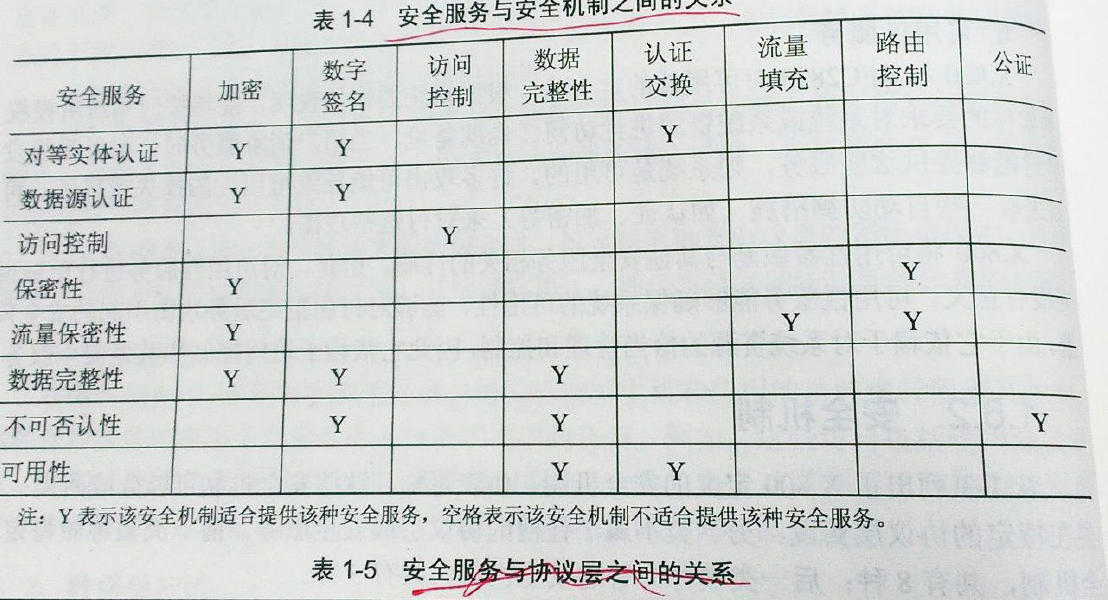 表 1-4 安全服务与安全机制之间的关系
安全服务 加密 数字签名 访问控制 数据完整性 认证交换 流量填充 路由控制 公证
对等实体认证 Y Y Y
数据源认证 Y Y
访问控制 Y
保密性 Y Y
流量保密性 Y Y Y
数据完整性 Y Y Y
不可否认性 Y Y Y
可用性 Y Y
注：Y 表示该安全机制适合提供该种安全服务，空格表示该安全机制不适合提供该种安全服务。
表 1-5 安全服务与协议层之间的关系